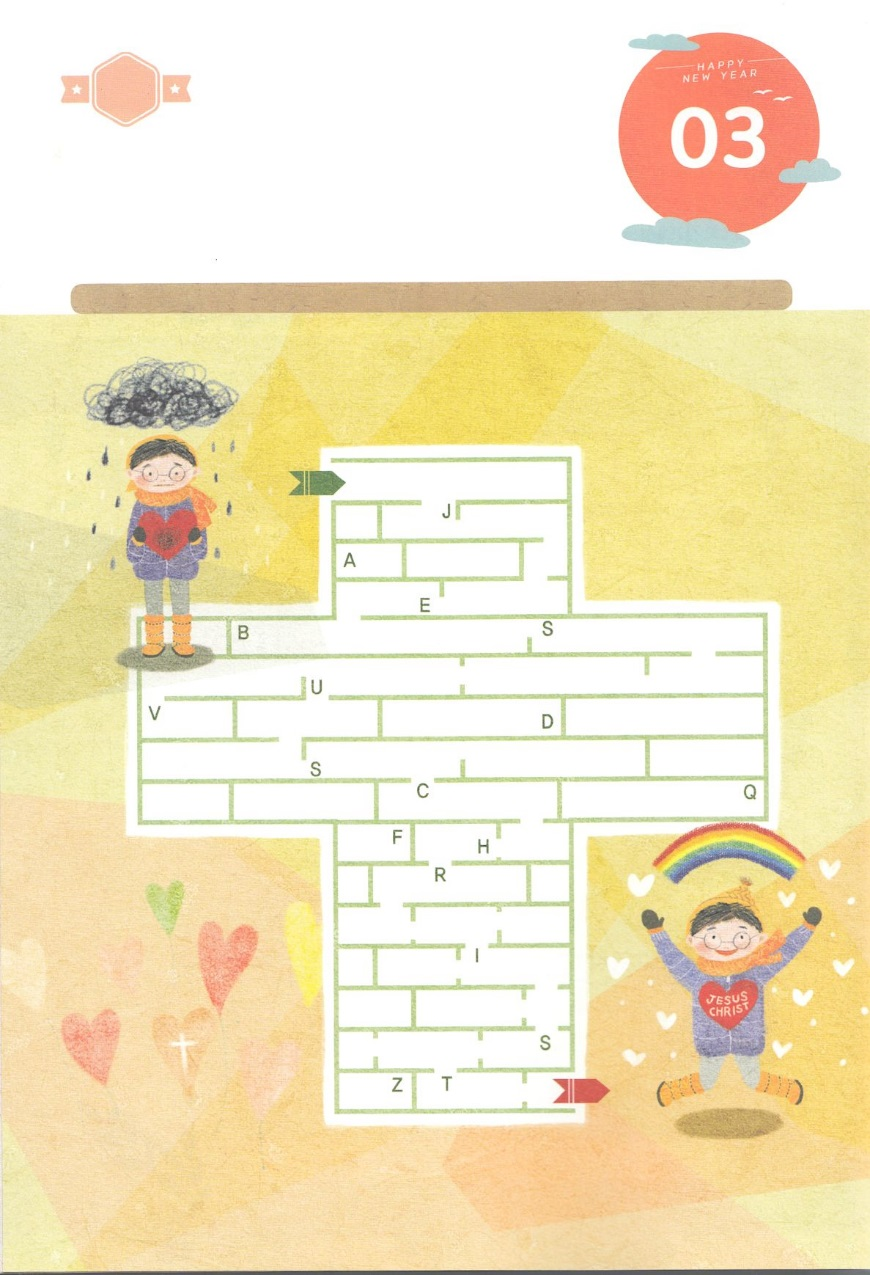 HAPPY
NEW YEAR
03
J
A
E
B S
U
V D
S
C Q
F H
R
I
JESUS
CHRIST
S
Z T